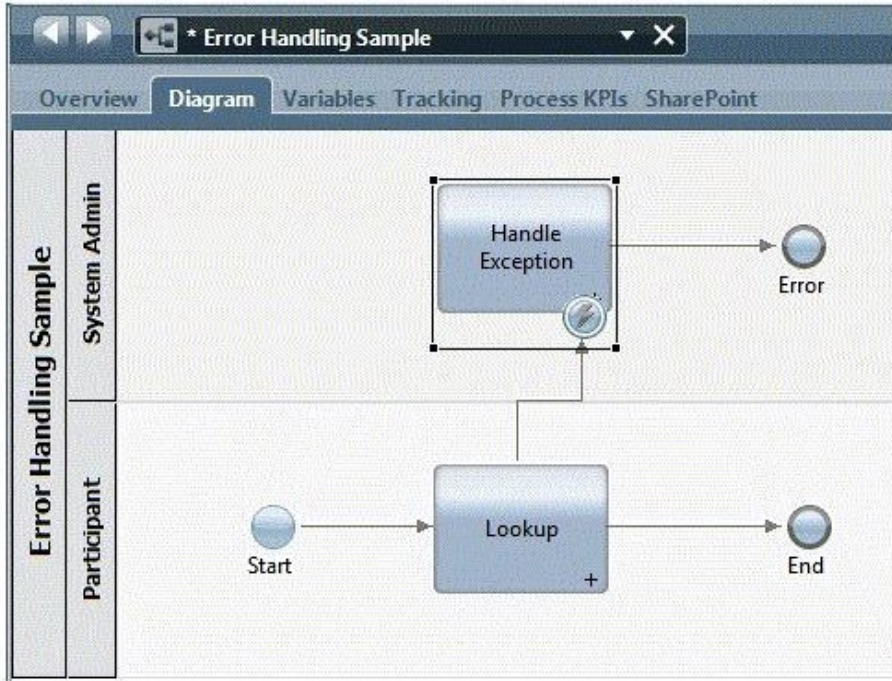 * Error Handling Sample
Overview Diagram Variables Tracking Process KPIs SharePoint
Error Handling Sample
System Admin
Handle
Exception
Error
Participant
Start
Lookup
+
End